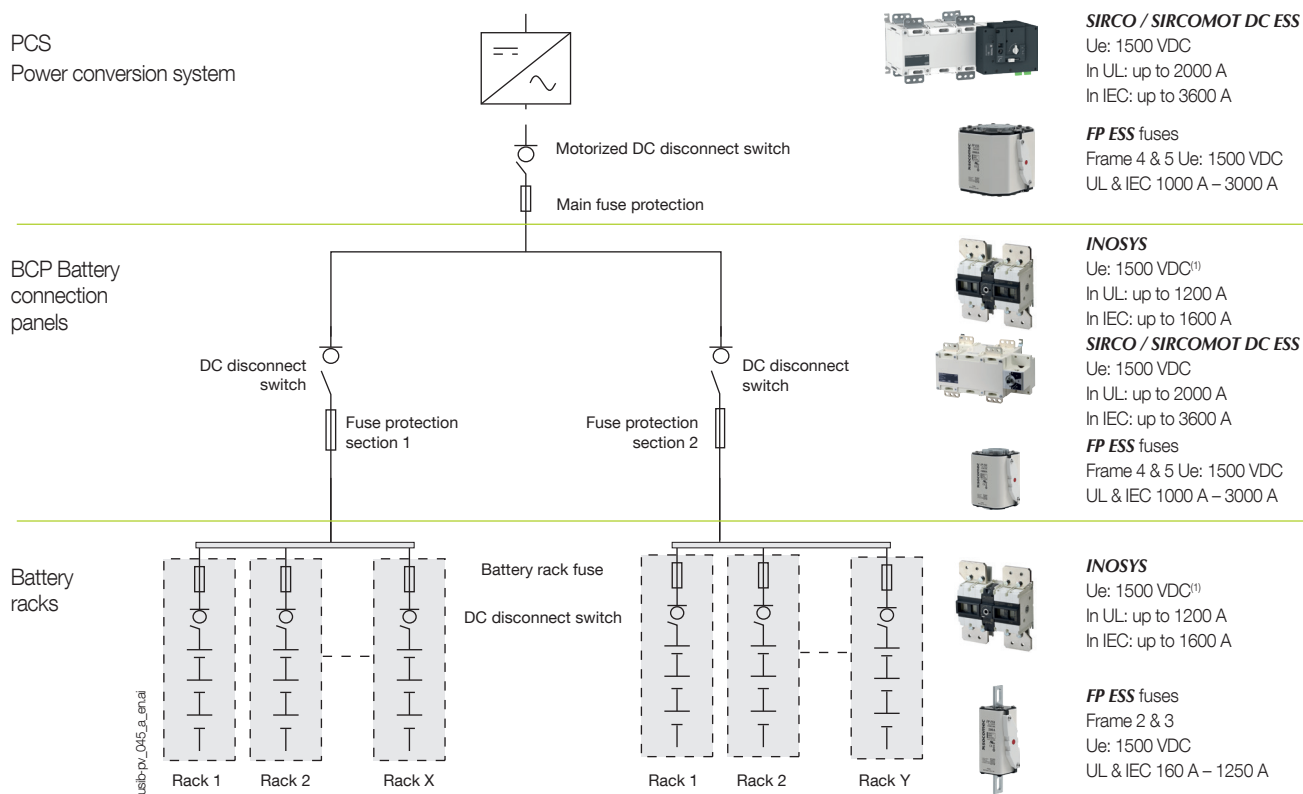 PCS
Power conversion system
Motorized DC disconnect switch
Main fuse protection
SIRCO / SIRCOMOT DC ESS
Ue: 1500 VDC
In UL: up to 2000 A
In IEC: up to 3600 A
FP ESS fuses
Frame 4 & 5 Ue: 1500 VDC
UL & IEC 1000 A – 3000 A
BCP Battery
connection
panels
DC disconnect
switch
Fuse protection
section 1
DC disconnect
switch
Fuse protection
section 2
INOSYS
Ue: 1500 VDC(1)
In UL: up to 1200 A
In IEC: up to 1600 A
SIRCO / SIRCOMOT DC ESS
Ue: 1500 VDC
In UL: up to 2000 A
In IEC: up to 3600 A
FP ESS fuses
Frame 4 & 5 Ue: 1500 VDC
UL & IEC 1000 A – 3000 A
Battery
racks
Battery rack fuse
DC disconnect switch
Rack 1
Rack 2
Rack X
Rack 1
Rack 2
Rack Y
usib-pv_045_a_en.ai
INOSYS
Ue: 1500 VDC(1)
In UL: up to 1200 A
In IEC: up to 1600 A
FP ESS fuses
Frame 2 & 3
Ue: 1500 VDC
UL & IEC 160 A – 1250 A